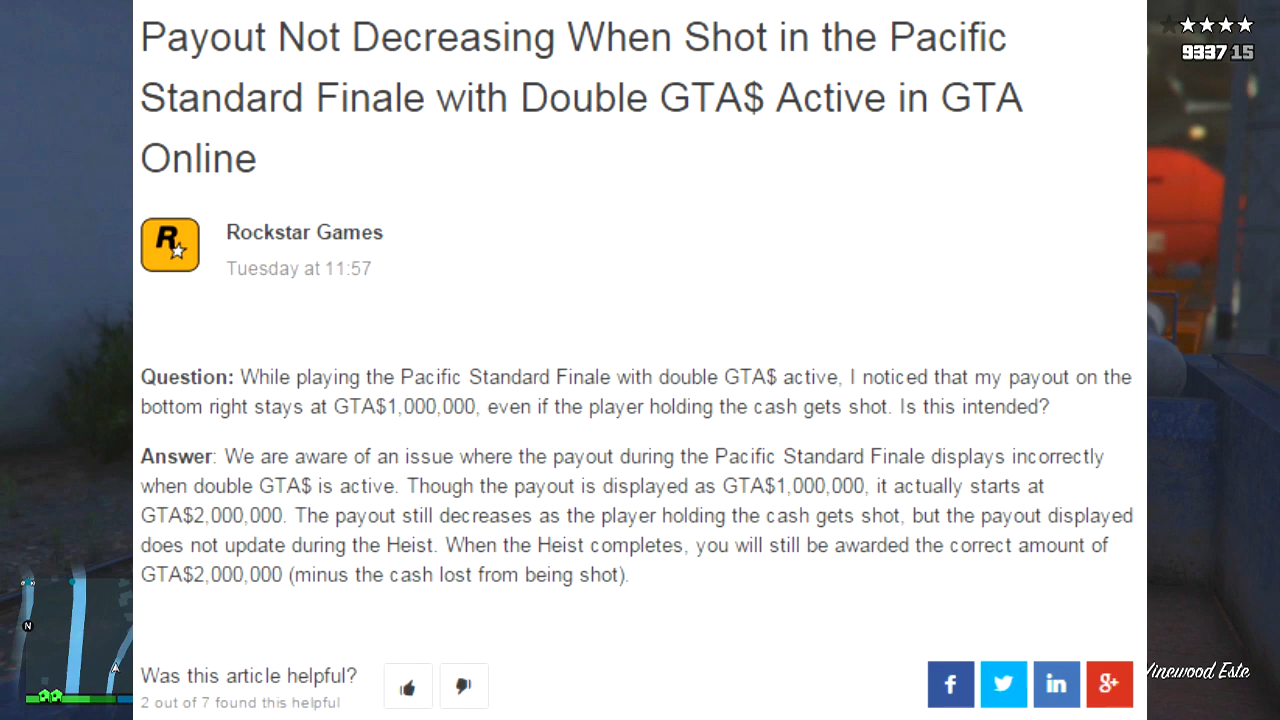 Payout Not Decreasing When Shot in the Pacific
Standard Finale with Double GTA$ Active in GTA
Online
9337 15
R
Rockstar Games
Tuesday at 11:57
Question: While playing the Pacific Standard Finale with double GTA$ active, I noticed that my payout on the
bottom right stays at GTA$1,000,000, even if the player holding the cash gets shot. Is this intended?
Answer: We are aware of an issue where the payout during the Pacific Standard Finale displays incorrectly
when double GTA$ is active. Though the payout is displayed as GTA$1,000,000, it actually starts at
GTA$2,000,000. The payout still decreases as the player holding the cash gets shot, but the payout displayed
does not update during the Heist. When the Heist completes, you will still be awarded the correct amount of
GTA$2,000,000 (minus the cash lost from being shot).
N
Was this article helpful?
2 out of 7 found this helpful
f
in
g+
Vinewood Este